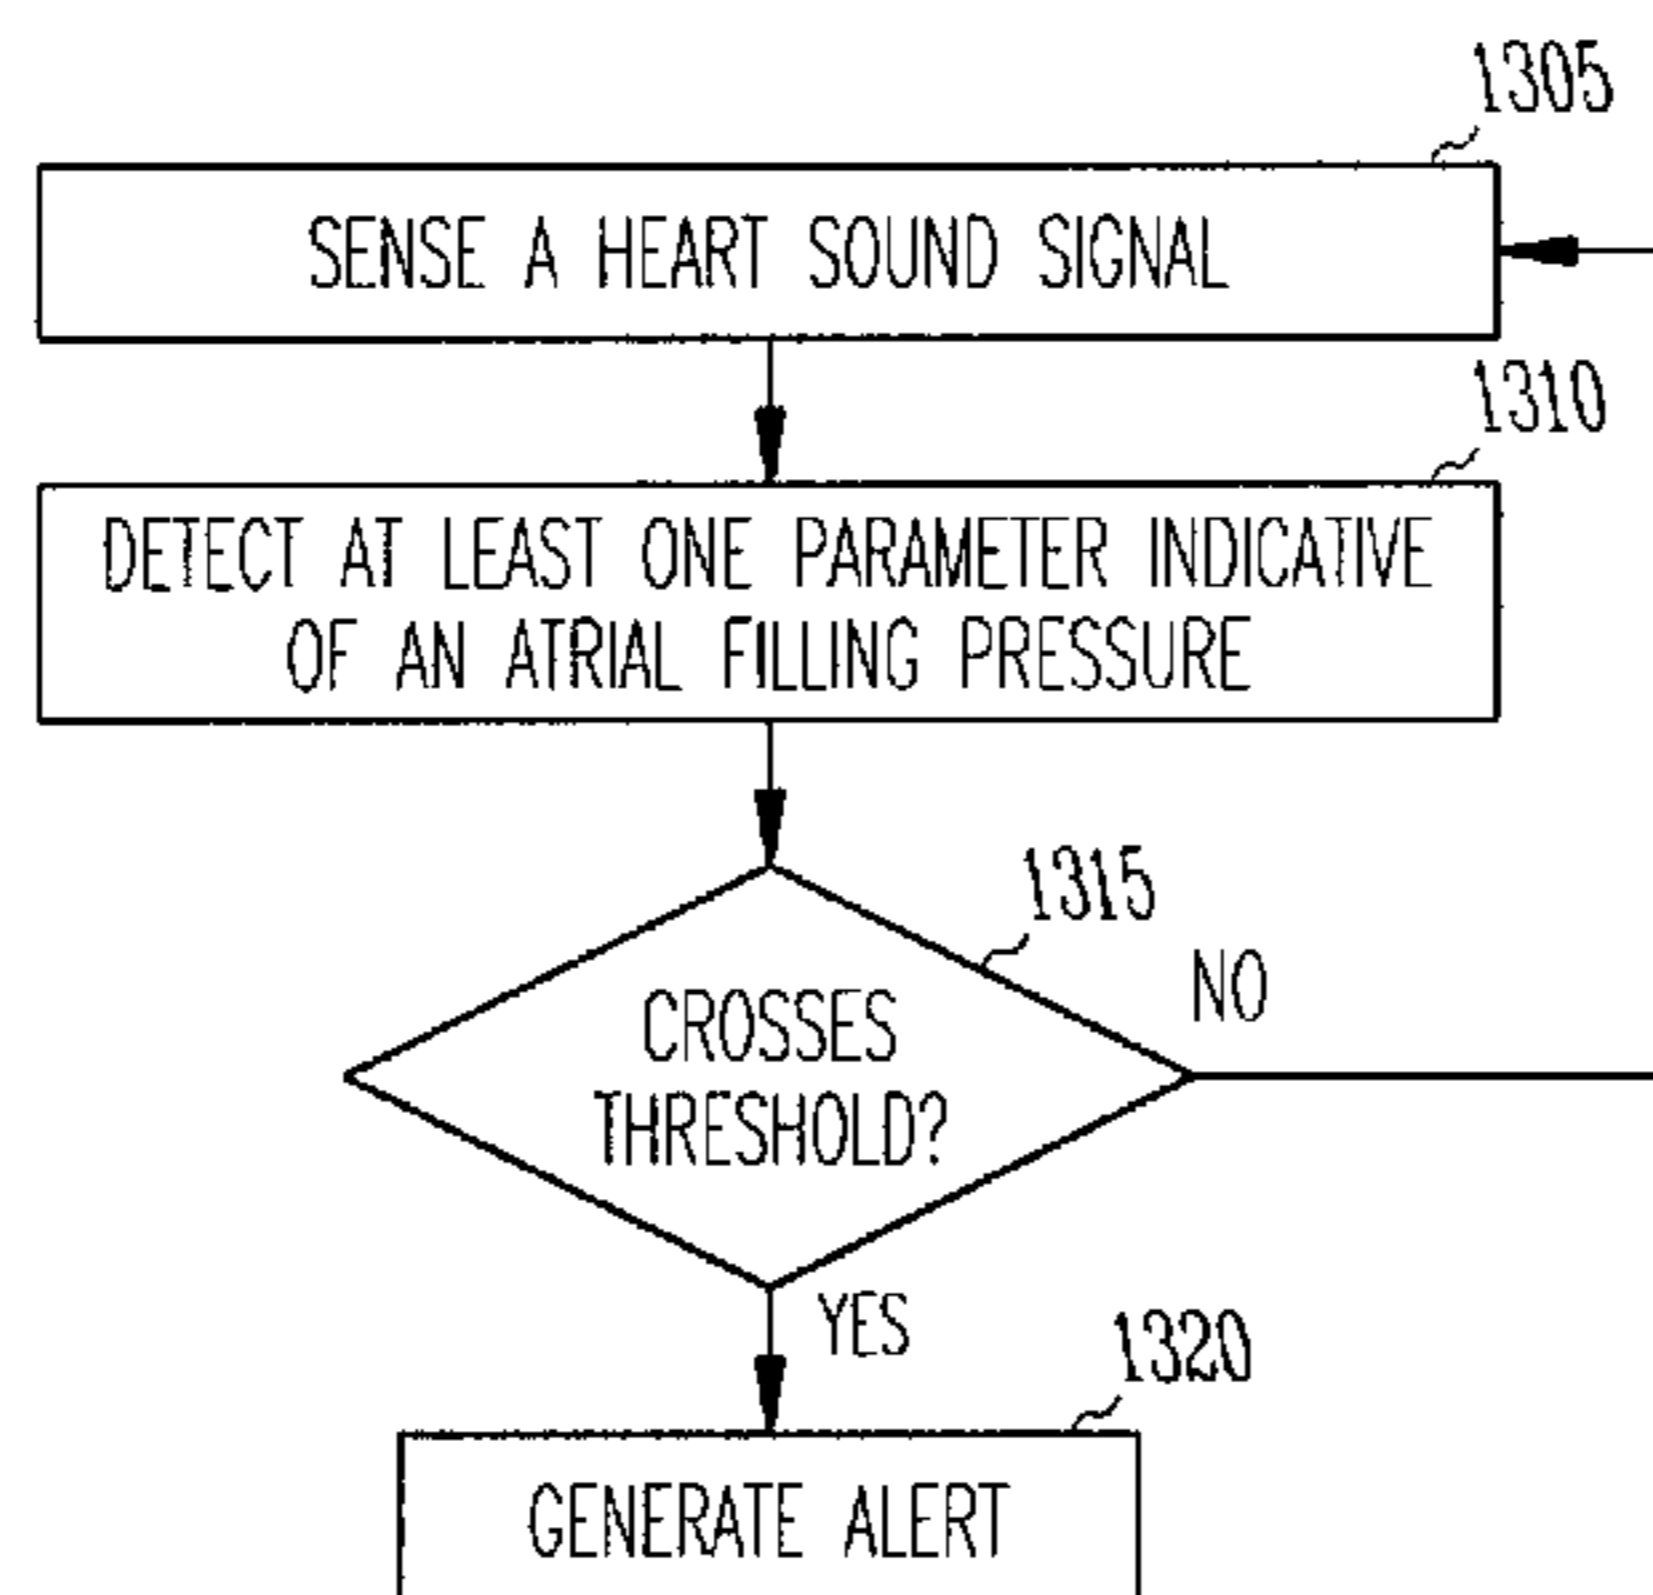 1305
SENSE A HEART SOUND SIGNAL
1310
DETECT AT LEAST ONE PARAMETER INDICATIVE
OF AN ATRIAL FILLING PRESSURE
1315
NO
CROSSES
THRESHOLD?
YES
1320
GENERATE ALERT